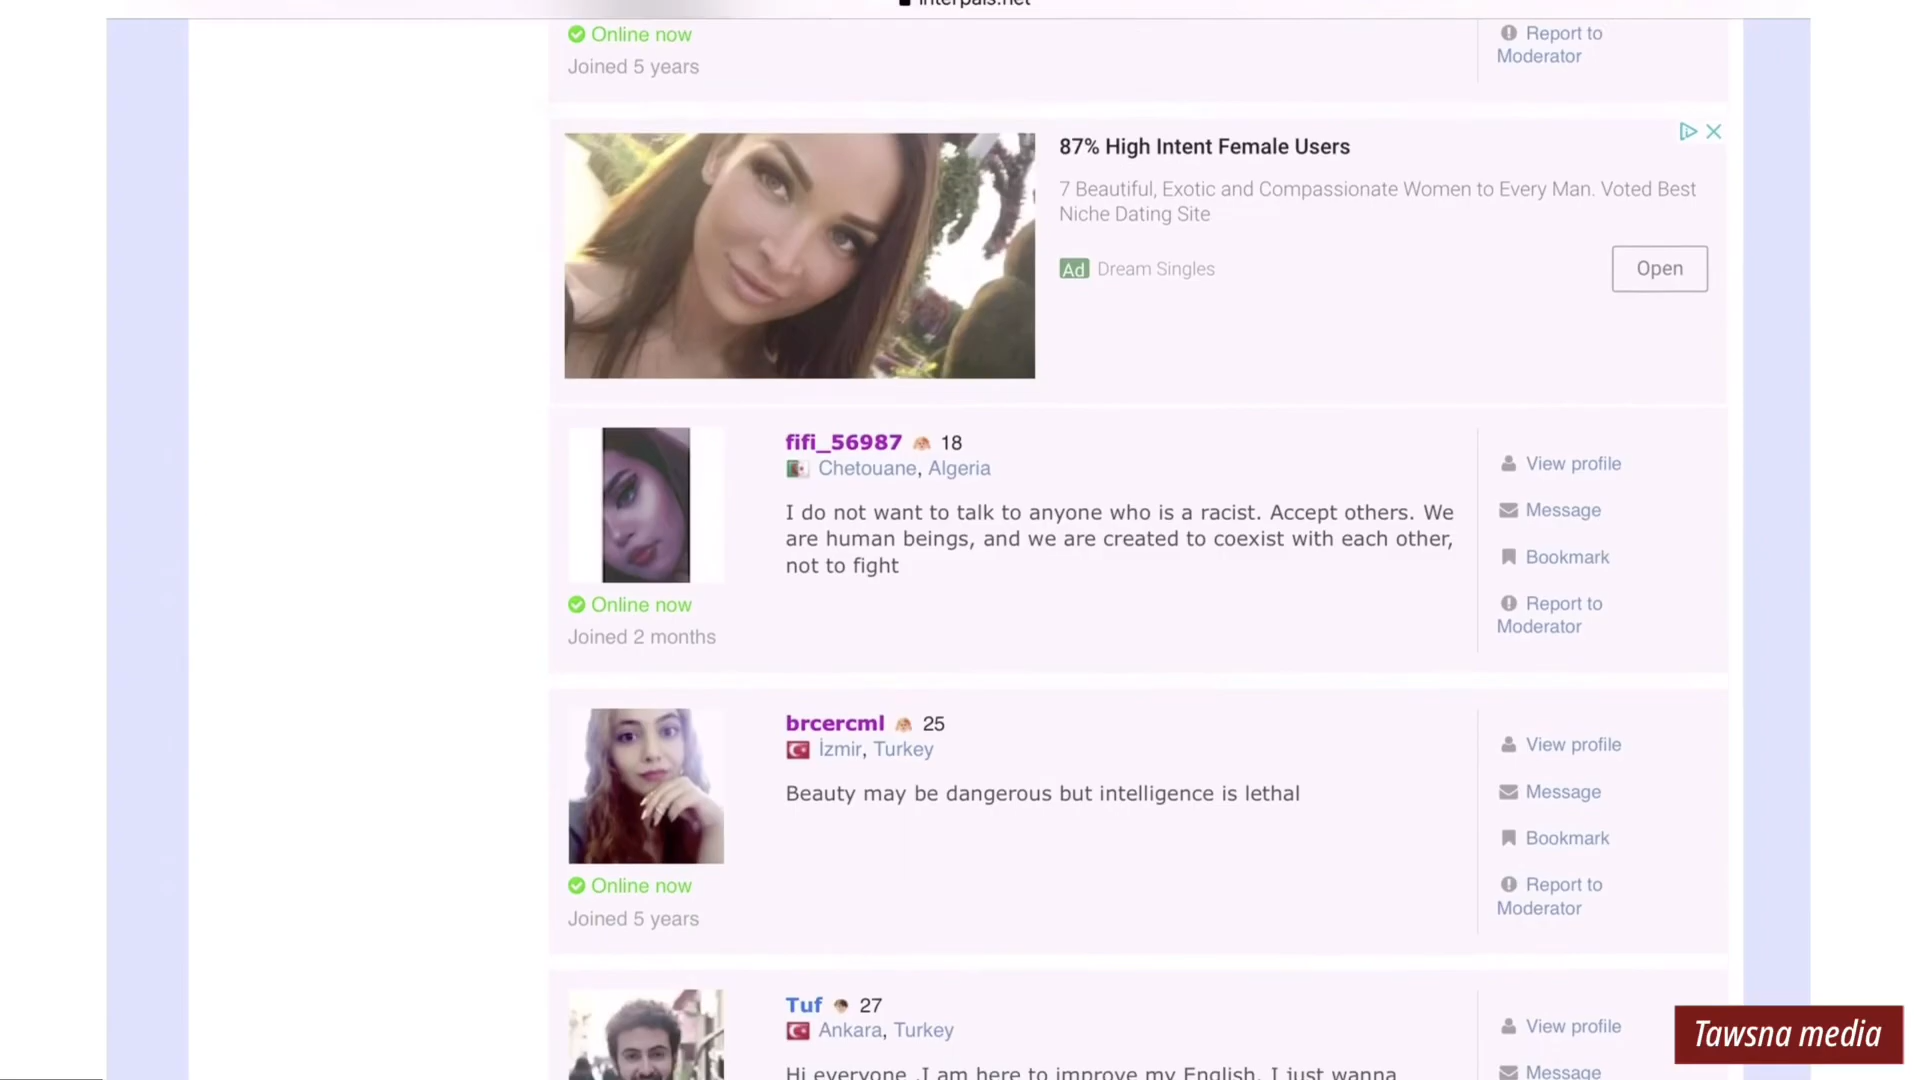 interpals.net
Online now
Joined 5 years
Report to
Moderator
87% High Intent Female Users
7 Beautiful, Exotic and Compassionate Women to Every Man. Voted Best
Niche Dating Site
Ad Dream Singles
Open
fifi_56987 18
Chetouane, Algeria
I do not want to talk to anyone who is a racist. Accept others. We
are human beings, and we are created to coexist with each other,
not to fight
Online now
Joined 2 months
View profile
Message
Bookmark
Report to
Moderator
brcercml 25
İzmir, Turkey
Beauty may be dangerous but intelligence is lethal
Online now
Joined 5 years
View profile
Message
Bookmark
Report to
Moderator
Tuf 27
Ankara, Turkey
Hi everyone .I am here to improve my English. I just wanna
View profile
Message
Tawsna media